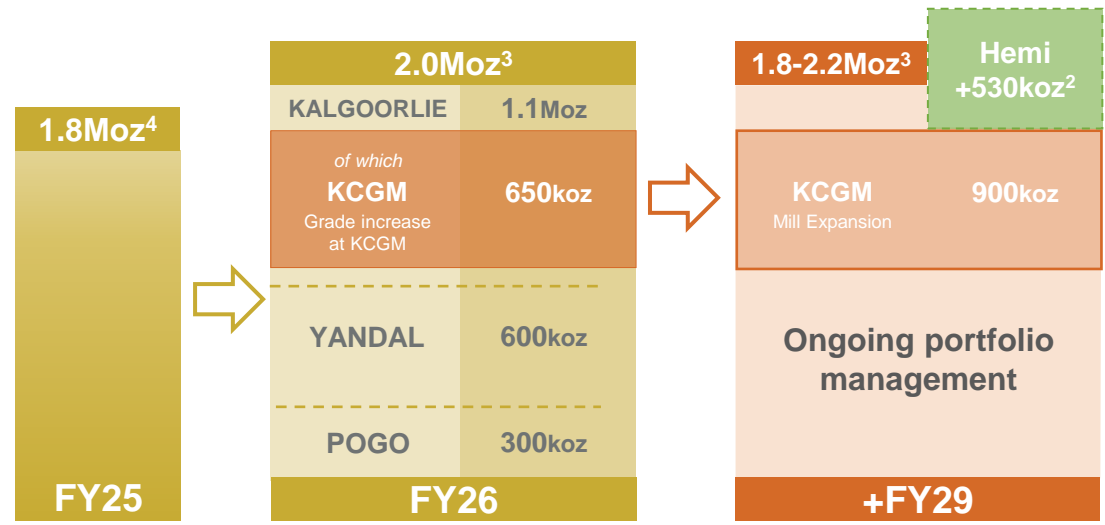 1.8Moz4
FY25
2.0Moz3
KALGOORLIE 1.1Moz
of which
KCGM 650koz
Grade increase
at KCGM
YANDAL 600koz
POGO 300koz
FY26
1.8-2.2Moz3
Hemi
+530koz2
KCGM 900koz
Mill Expansion
Ongoing portfolio
management
+FY29